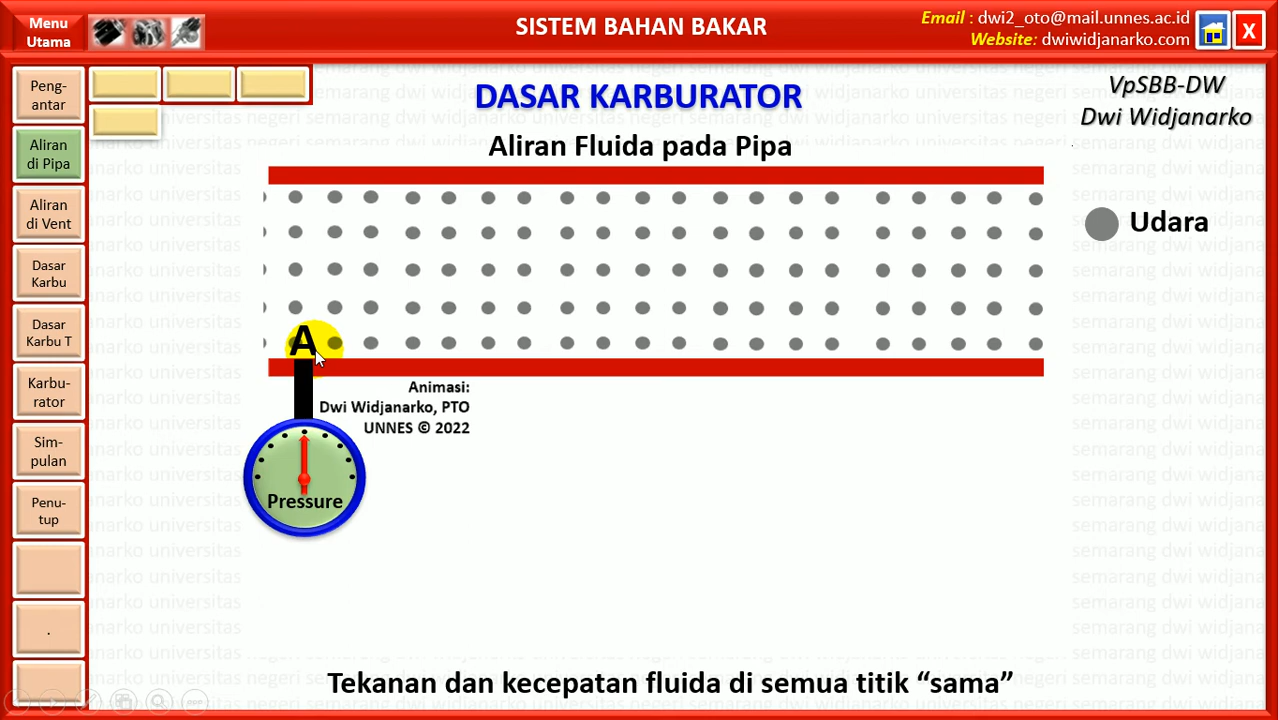 Menu
Utama
SISTEM BAHAN BAKAR
Email : dwi2_oto@mail.unnes.ac.id
Website: dwiwidjanarko.com
X
Peng-
antar
Aliran
di Pipa
Aliran
di Vent
Dasar
Karbu
Dasar
Karbu T
Karbu-
rator
Sim-
pulan
Penu-
tup
.
DASAR KARBURATOR
Aliran Fluida pada Pipa
VpSBB-DW
Dwi Widjanarko
Udara
A
Animasi:
Dwi Widjanarko, PTO
UNNES © 2022
Pressure
Tekanan dan kecepatan fluida di semua titik “sama”